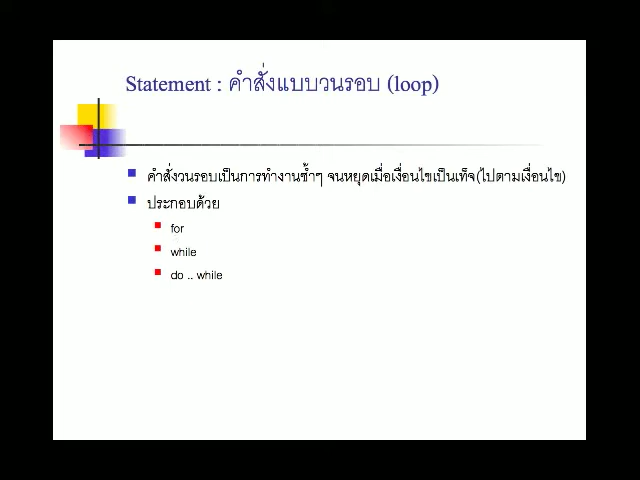 Statement : คำสั่งแบบวนรอบ (loop)
คำสั่งวนรอบเป็นการทำงานซ้ำๆ จนหยุดเมื่อเงื่อนไขเป็นเท็จ(ไปตามเงื่อนไข)
ประกอบด้วย
for
while
do .. while